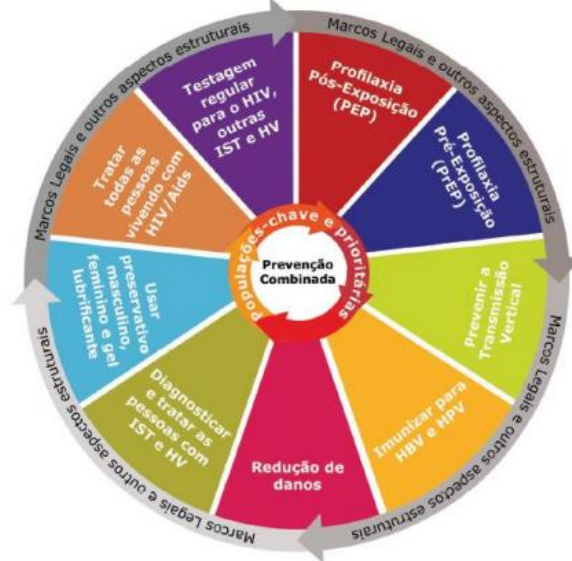 Marcos Legais e outros aspectos estruturais
Marcos Legais e outros aspectos estruturais
Marcos Legais e outros aspectos estruturais
Marcos Legais e outros aspectos estruturais
Testagem
regular
para o HIV,
outras
IST e HV
Profilaxia
Pós-Exposição
(PEP)
Profilaxia
Pré-Exposição
(PrEP)
Prevenir a
Transmissão
Vertical
Imunizar para
HBV e HPV
Redução de
danos
Diagnosticar
e tratar as
pessoas com
IST e HV
Usar
preservativo
masculino,
feminino e gel
lubrificante
Tratar
todas as
pessoas
vivendo com
HIV/Aids
Populações-chave e prioritárias
Prevenção
Combinada